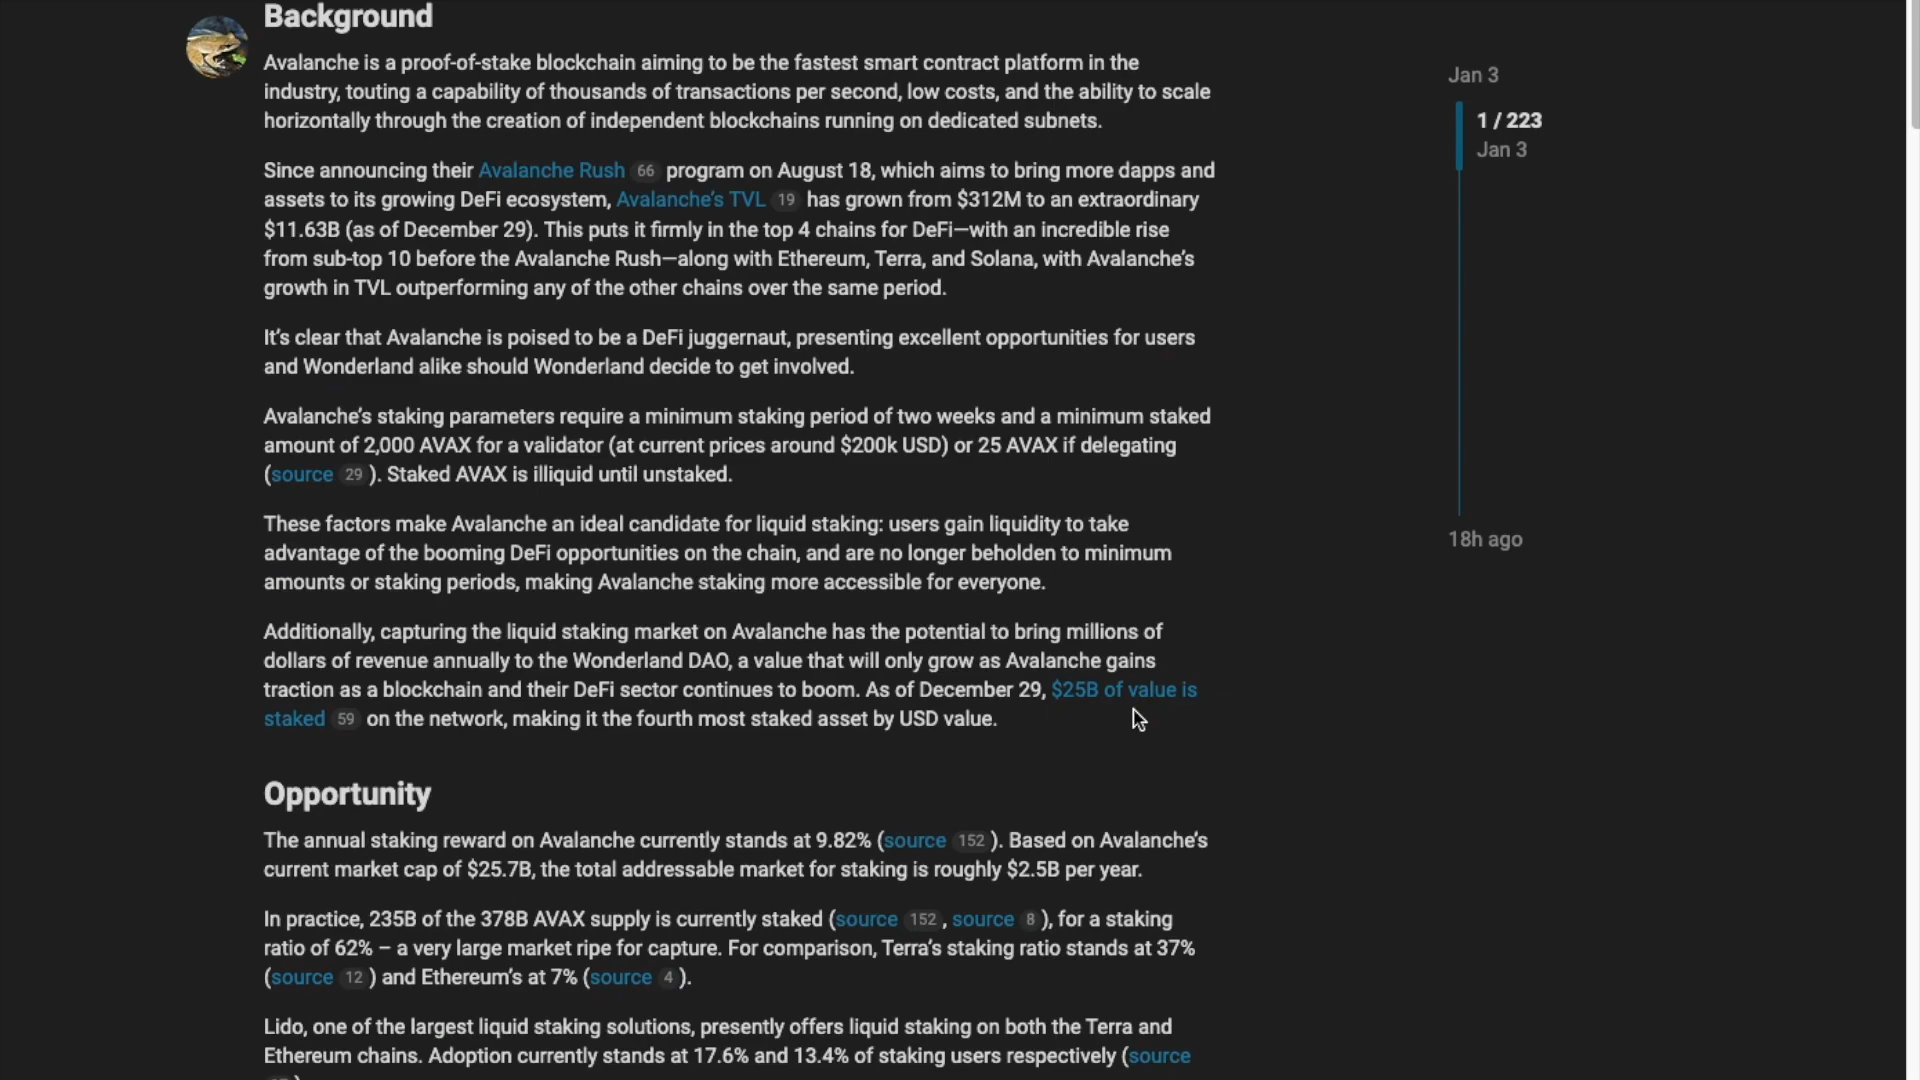 Background
Avalanche is a proof-of-stake blockchain aiming to be the fastest smart contract platform in the
industry, touting a capability of thousands of transactions per second, low costs, and the ability to scale
horizontally through the creation of independent blockchains running on dedicated subnets.
Since announcing their Avalanche Rush 66 program on August 18, which aims to bring more dapps and
assets to its growing DeFi ecosystem, Avalanche’s TVL 19 has grown from $312M to an extraordinary
$11.63B (as of December 29). This puts it firmly in the top 4 chains for DeFi—with an incredible rise
from sub-top 10 before the Avalanche Rush—along with Ethereum, Terra, and Solana, with Avalanche’s
growth in TVL outperforming any of the other chains over the same period.
It’s clear that Avalanche is poised to be a DeFi juggernaut, presenting excellent opportunities for users
and Wonderland alike should Wonderland decide to get involved.
Avalanche’s staking parameters require a minimum staking period of two weeks and a minimum staked
amount of 2,000 AVAX for a validator (at current prices around $200k USD) or 25 AVAX if delegating
(source 29 ). Staked AVAX is illiquid until unstaked.
These factors make Avalanche an ideal candidate for liquid staking: users gain liquidity to take
advantage of the booming DeFi opportunities on the chain, and are no longer beholden to minimum
amounts or staking periods, making Avalanche staking more accessible for everyone.
Additionally, capturing the liquid staking market on Avalanche has the potential to bring millions of
dollars of revenue annually to the Wonderland DAO, a value that will only grow as Avalanche gains
traction as a blockchain and their DeFi sector continues to boom. As of December 29, $25B of value is
staked 59 on the network, making it the fourth most staked asset by USD value.
Opportunity
The annual staking reward on Avalanche currently stands at 9.82% (source 152 ). Based on Avalanche’s
current market cap of $25.7B, the total addressable market for staking is roughly $2.5B per year.
In practice, 235B of the 378B AVAX supply is currently staked (source 152 , source 8 ), for a staking
ratio of 62% – a very large market ripe for capture. For comparison, Terra’s staking ratio stands at 37%
(source 12 ) and Ethereum’s at 7% (source 4 ).
Lido, one of the largest liquid staking solutions, presently offers liquid staking on both the Terra and
Ethereum chains. Adoption currently stands at 17.6% and 13.4% of staking users respectively (source
Jan 3
1 / 223
Jan 3
18h ago